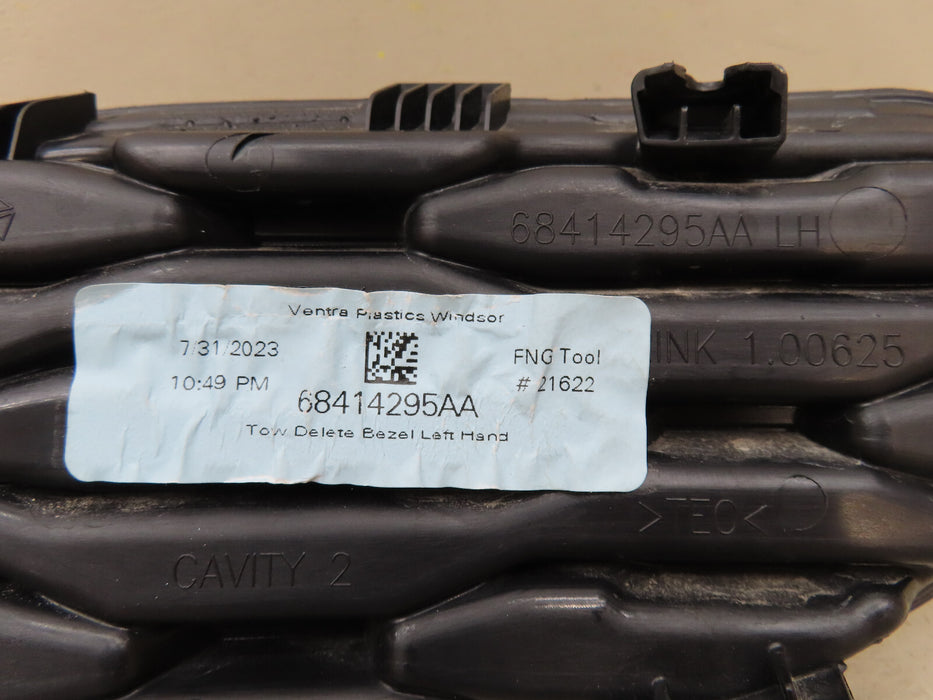 68414295AA LH
Ventra Plastics Windsor
7/31/2023
10:49 PM
FNG Tool
# 21622
68414295AA
Tow Delete Bezel Left Hand
INK 1.00625
>TEO<
CAVITY 2